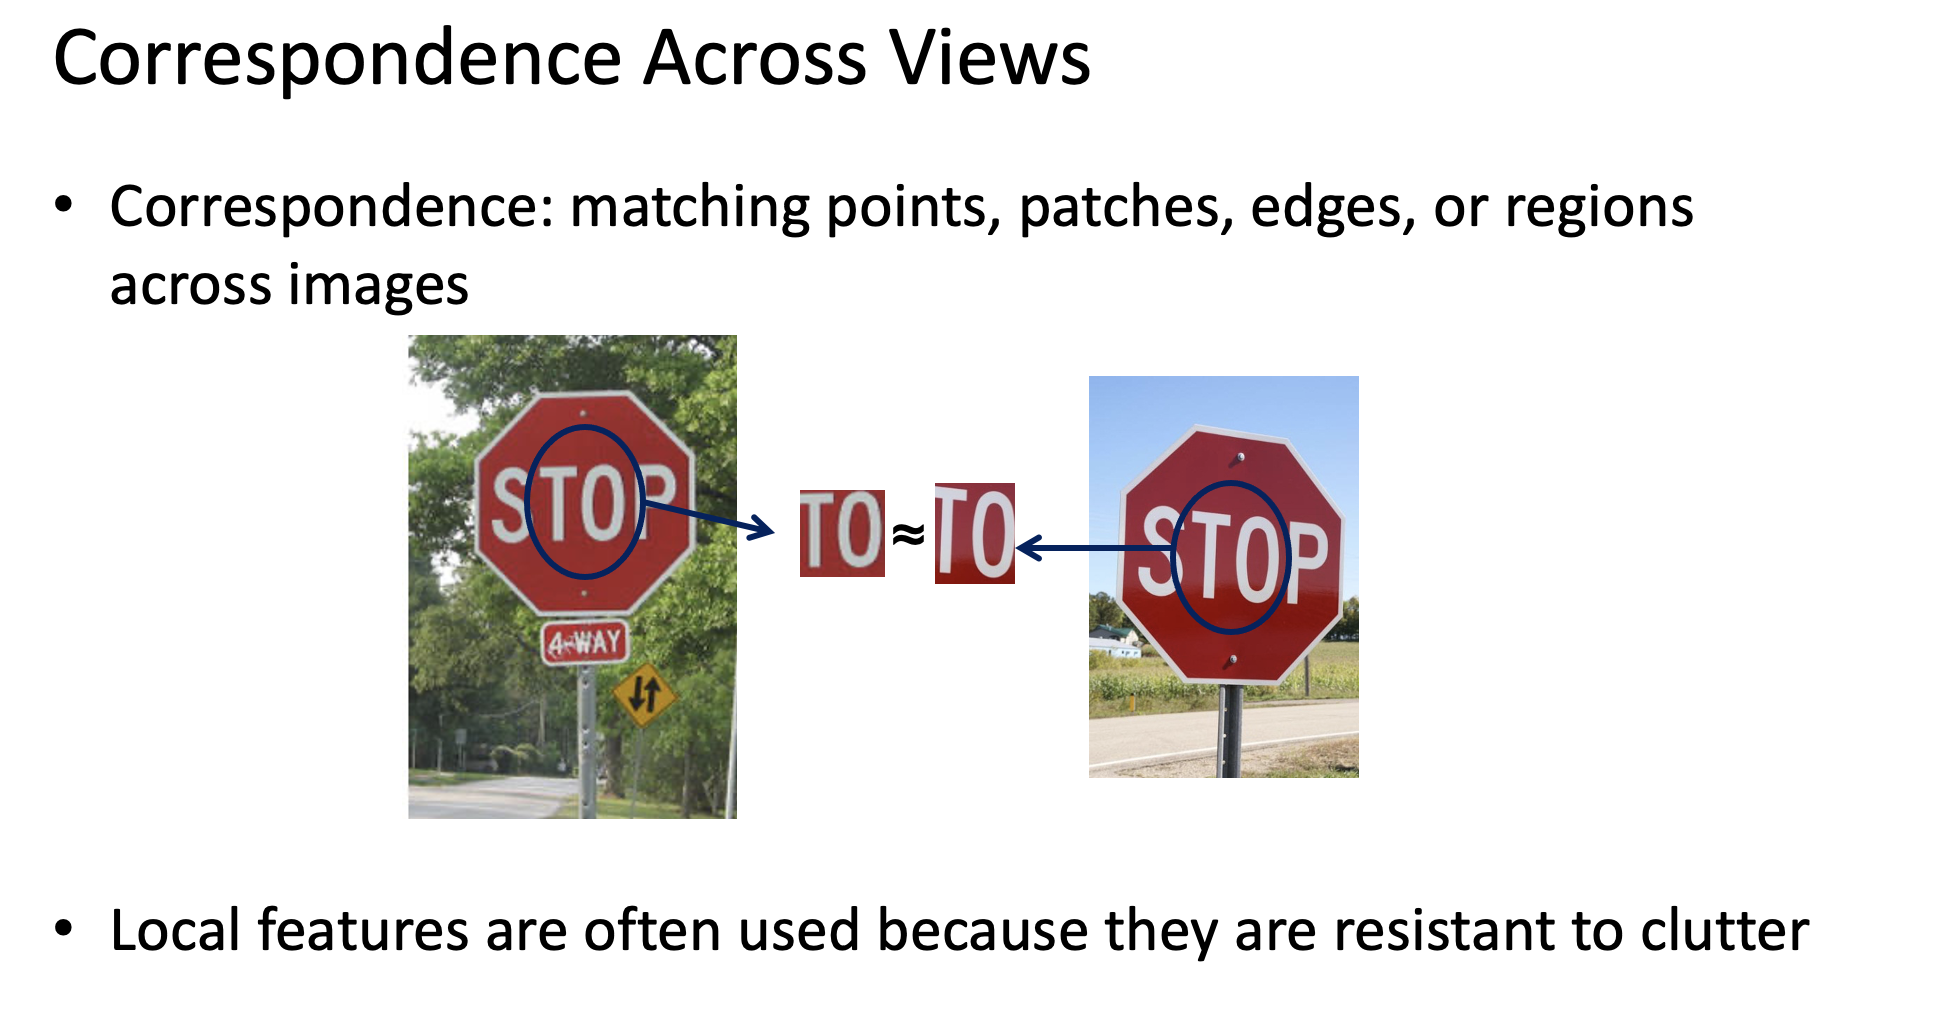 Correspondence Across Views
• Correspondence: matching points, patches, edges, or regions
across images
STOP
4-WAY
TO ≈ TO
STOP
• Local features are often used because they are resistant to clutter